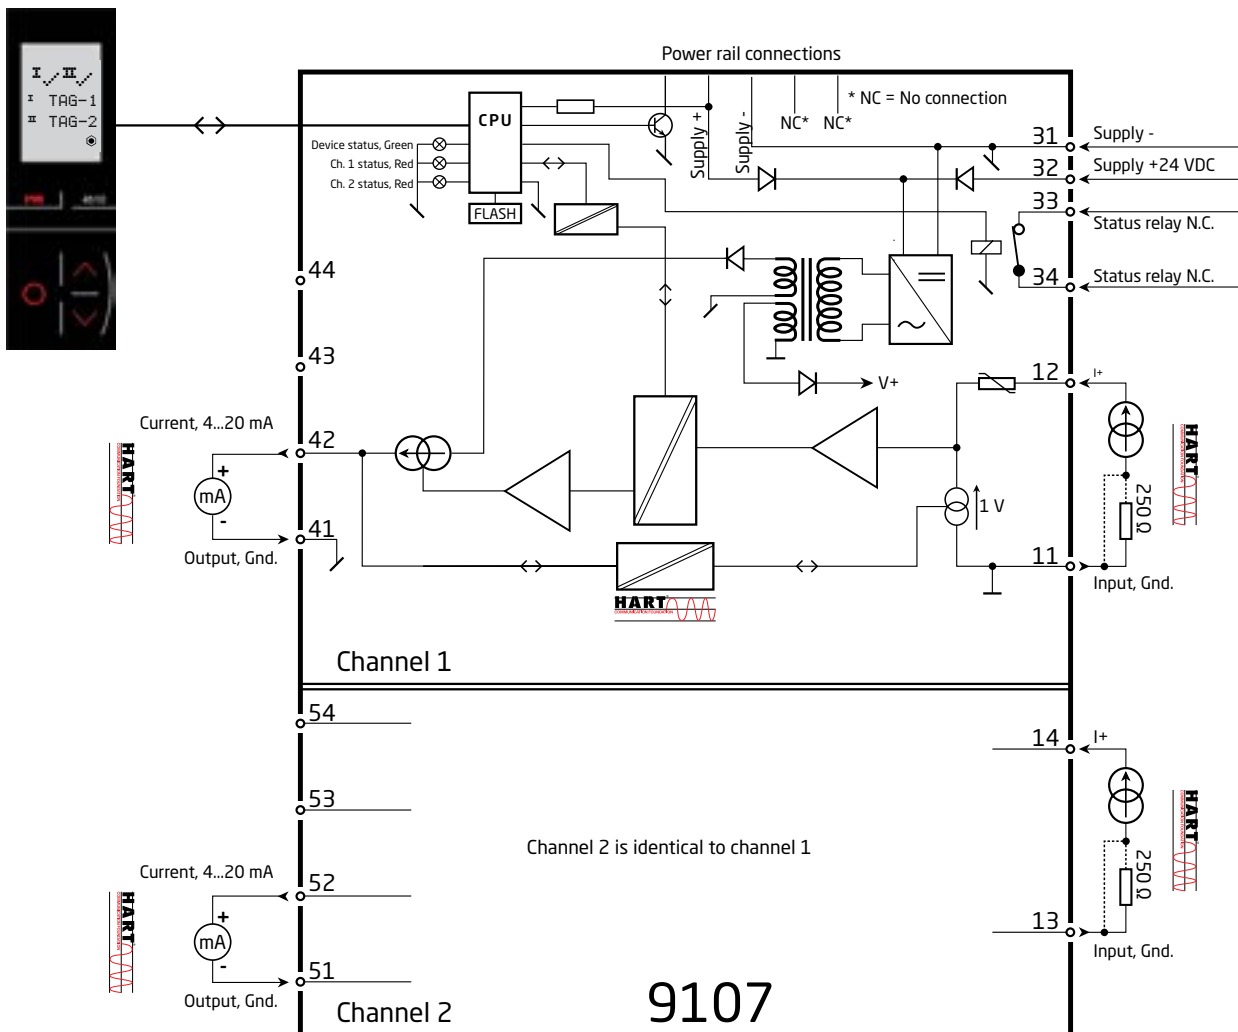 I II
I TAG-1
II TAG-2
Power rail connections
* NC = No connection
CPU
Device status, Green
Ch. 1 status, Red
Ch. 2 status, Red
FLASH
Supply +
Supply -
NC*
NC*
31
Supply -
32
Supply +24 VDC
33
Status relay N.C.
34
Status relay N.C.
44
43
V+
12
I+
Current, 4...20 mA
42
HART
+
mA
-
HART
250 Ω
1 V
41
Output, Gnd.
11
Input, Gnd.
HART
COMMUNICATION FOUNDATION
Channel 1
54
14
I+
53
HART
Channel 2 is identical to channel 1
250 Ω
Current, 4...20 mA
52
HART
+
mA
-
13
Input, Gnd.
51
Output, Gnd.
Channel 2
9107